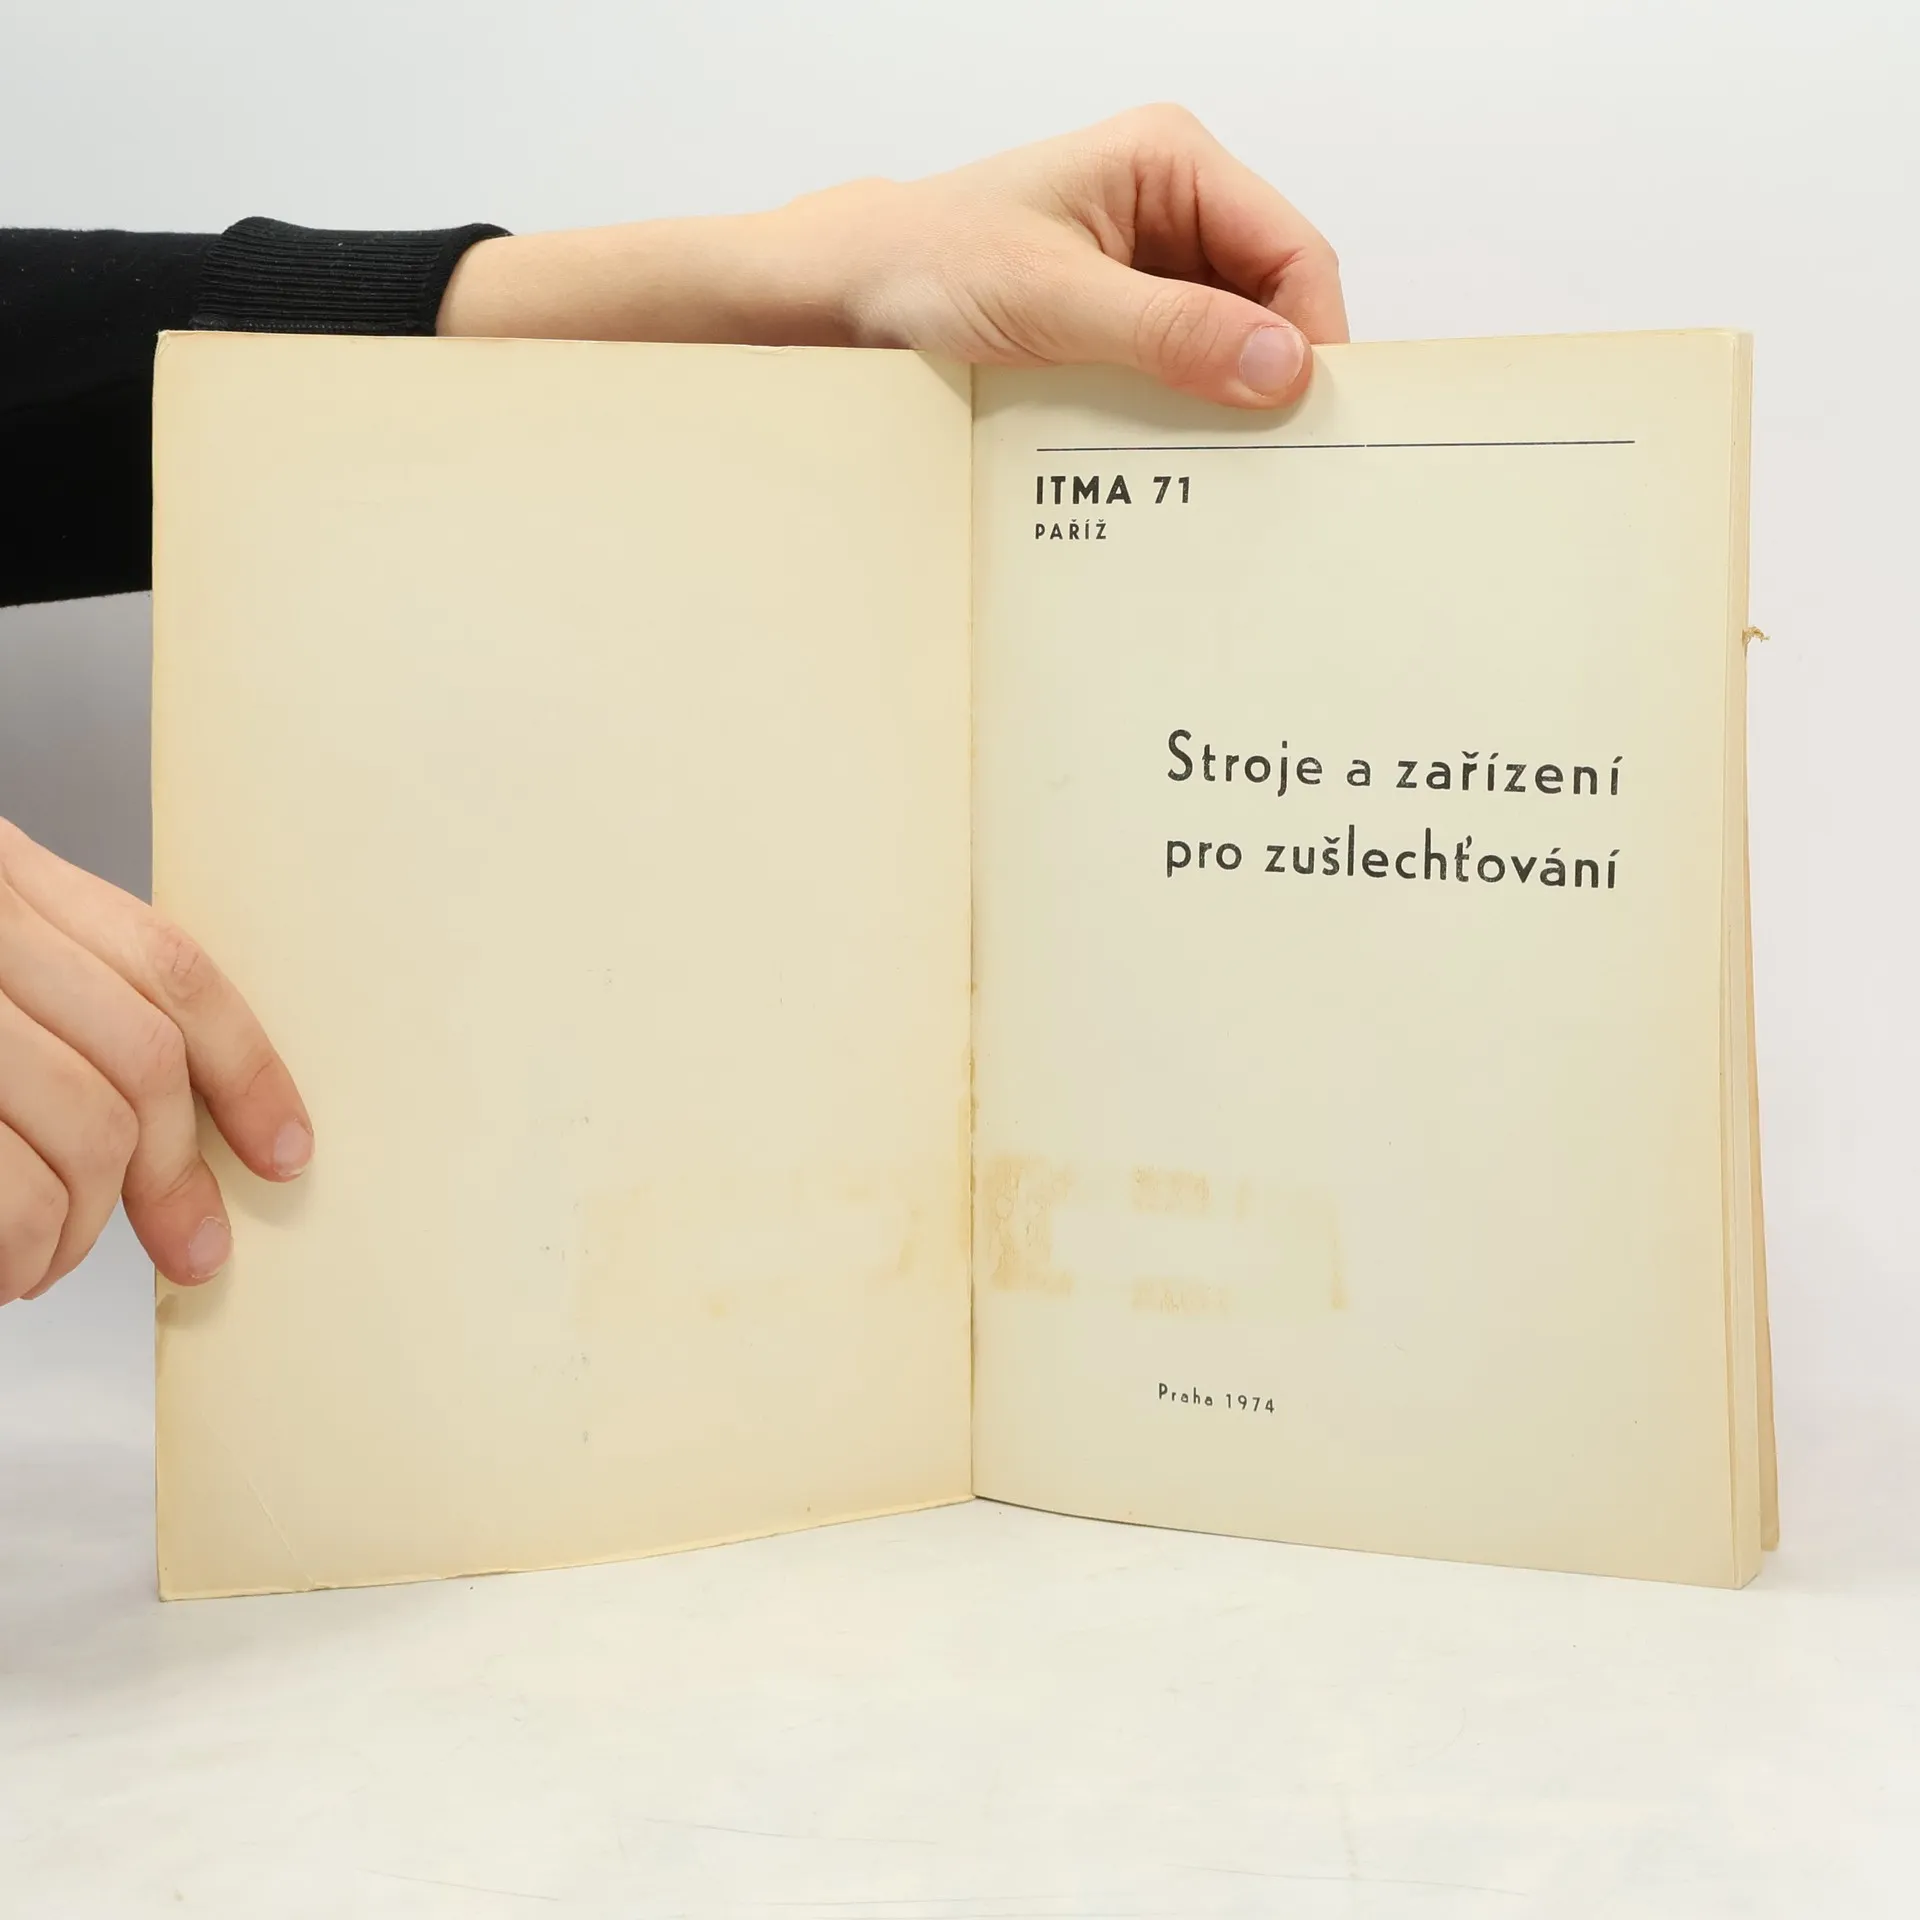 ITMA 71
PAŘÍŽ
Stroje a zařízení
pro zušlechťování
Praha 1974